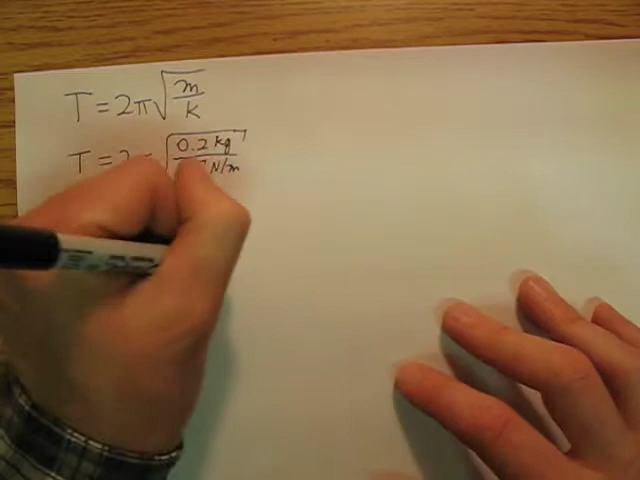 T = 2π√(m/k)
T = 2 √(0.2 kg/ N/m)